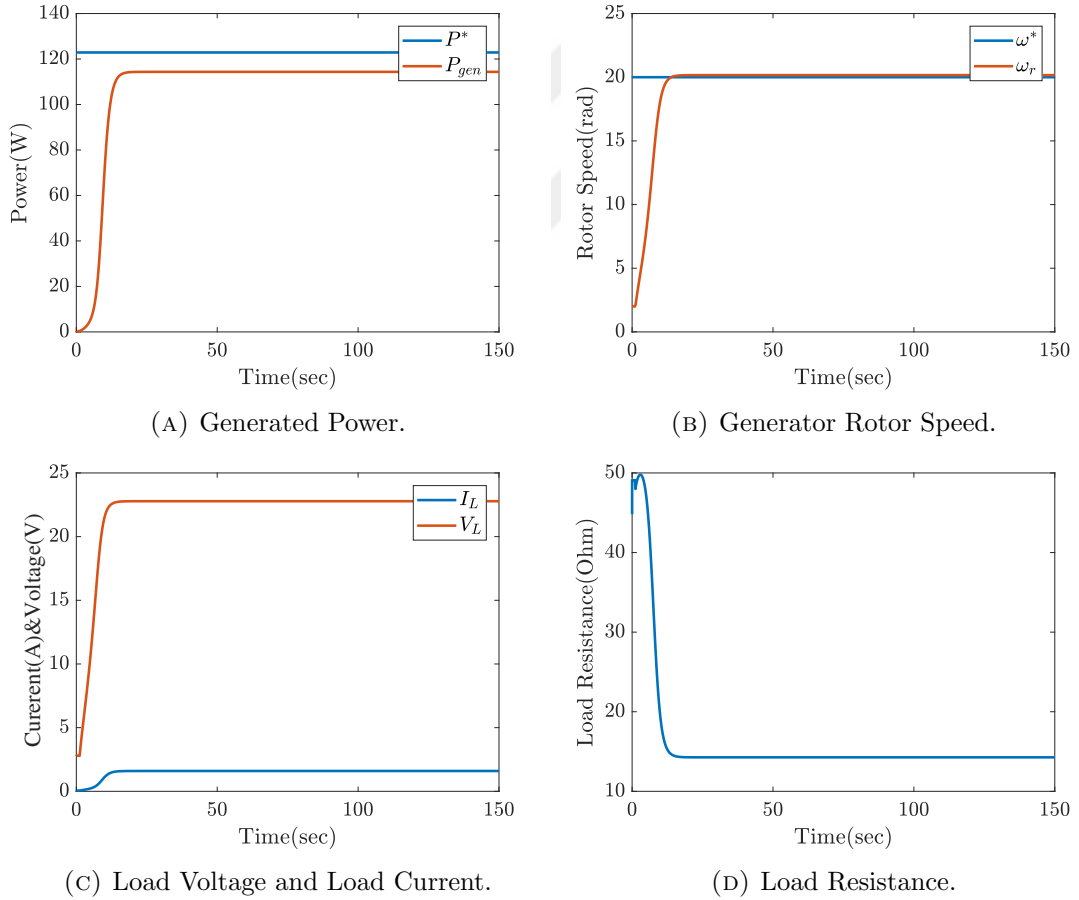 140
120
100
80
60
40
20
0
0 50 100 150
Power(W)
Time(sec)
P*
P_gen
(A) Generated Power.
25
20
15
10
5
0
0 50 100 150
Rotor Speed(rad)
Time(sec)
ω*
ω_r
(B) Generator Rotor Speed.
25
20
15
10
5
0
0 50 100 150
Curerent(A)&Voltage(V)
Time(sec)
I_L
V_L
(C) Load Voltage and Load Current.
50
40
30
20
10
0 50 100 150
Load Resistance(Ohm)
Time(sec)
(D) Load Resistance.